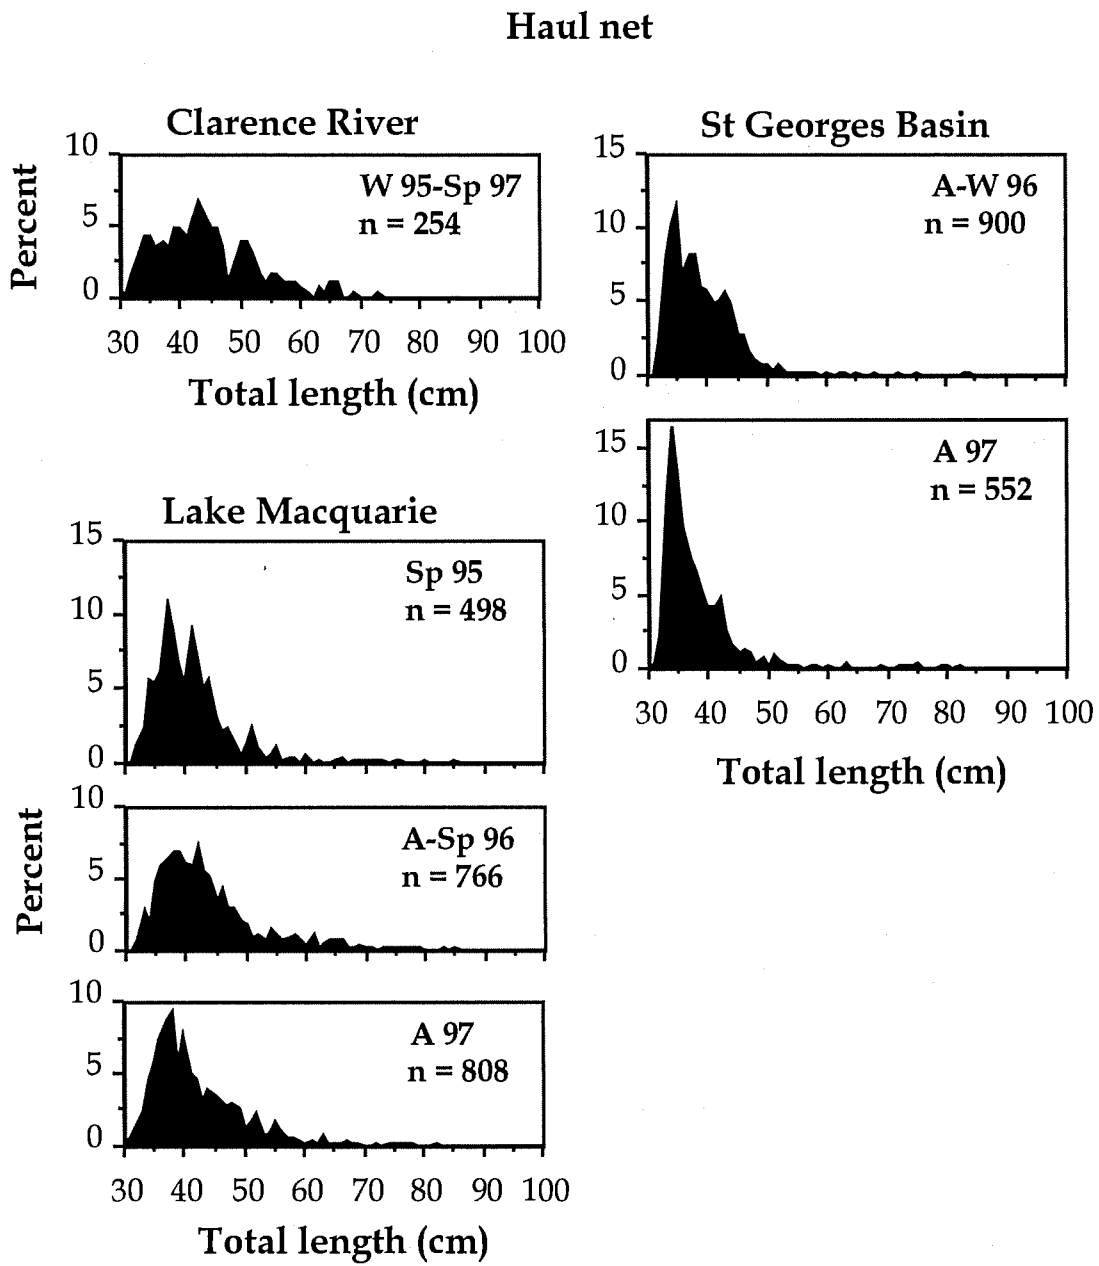 Haul net
Clarence River
10
5
0
Percent
W 95-Sp 97
n = 254
30 40 50 60 70 80 90 100
Total length (cm)
Lake Macquarie
15
10
5
0
Sp 95
n = 498
10
5
0
Percent
A-Sp 96
n = 766
10
5
0
A 97
n = 808
30 40 50 60 70 80 90 100
Total length (cm)
St Georges Basin
15
10
5
0
A-W 96
n = 900
15
10
5
0
A 97
n = 552
30 40 50 60 70 80 90 100
Total length (cm)